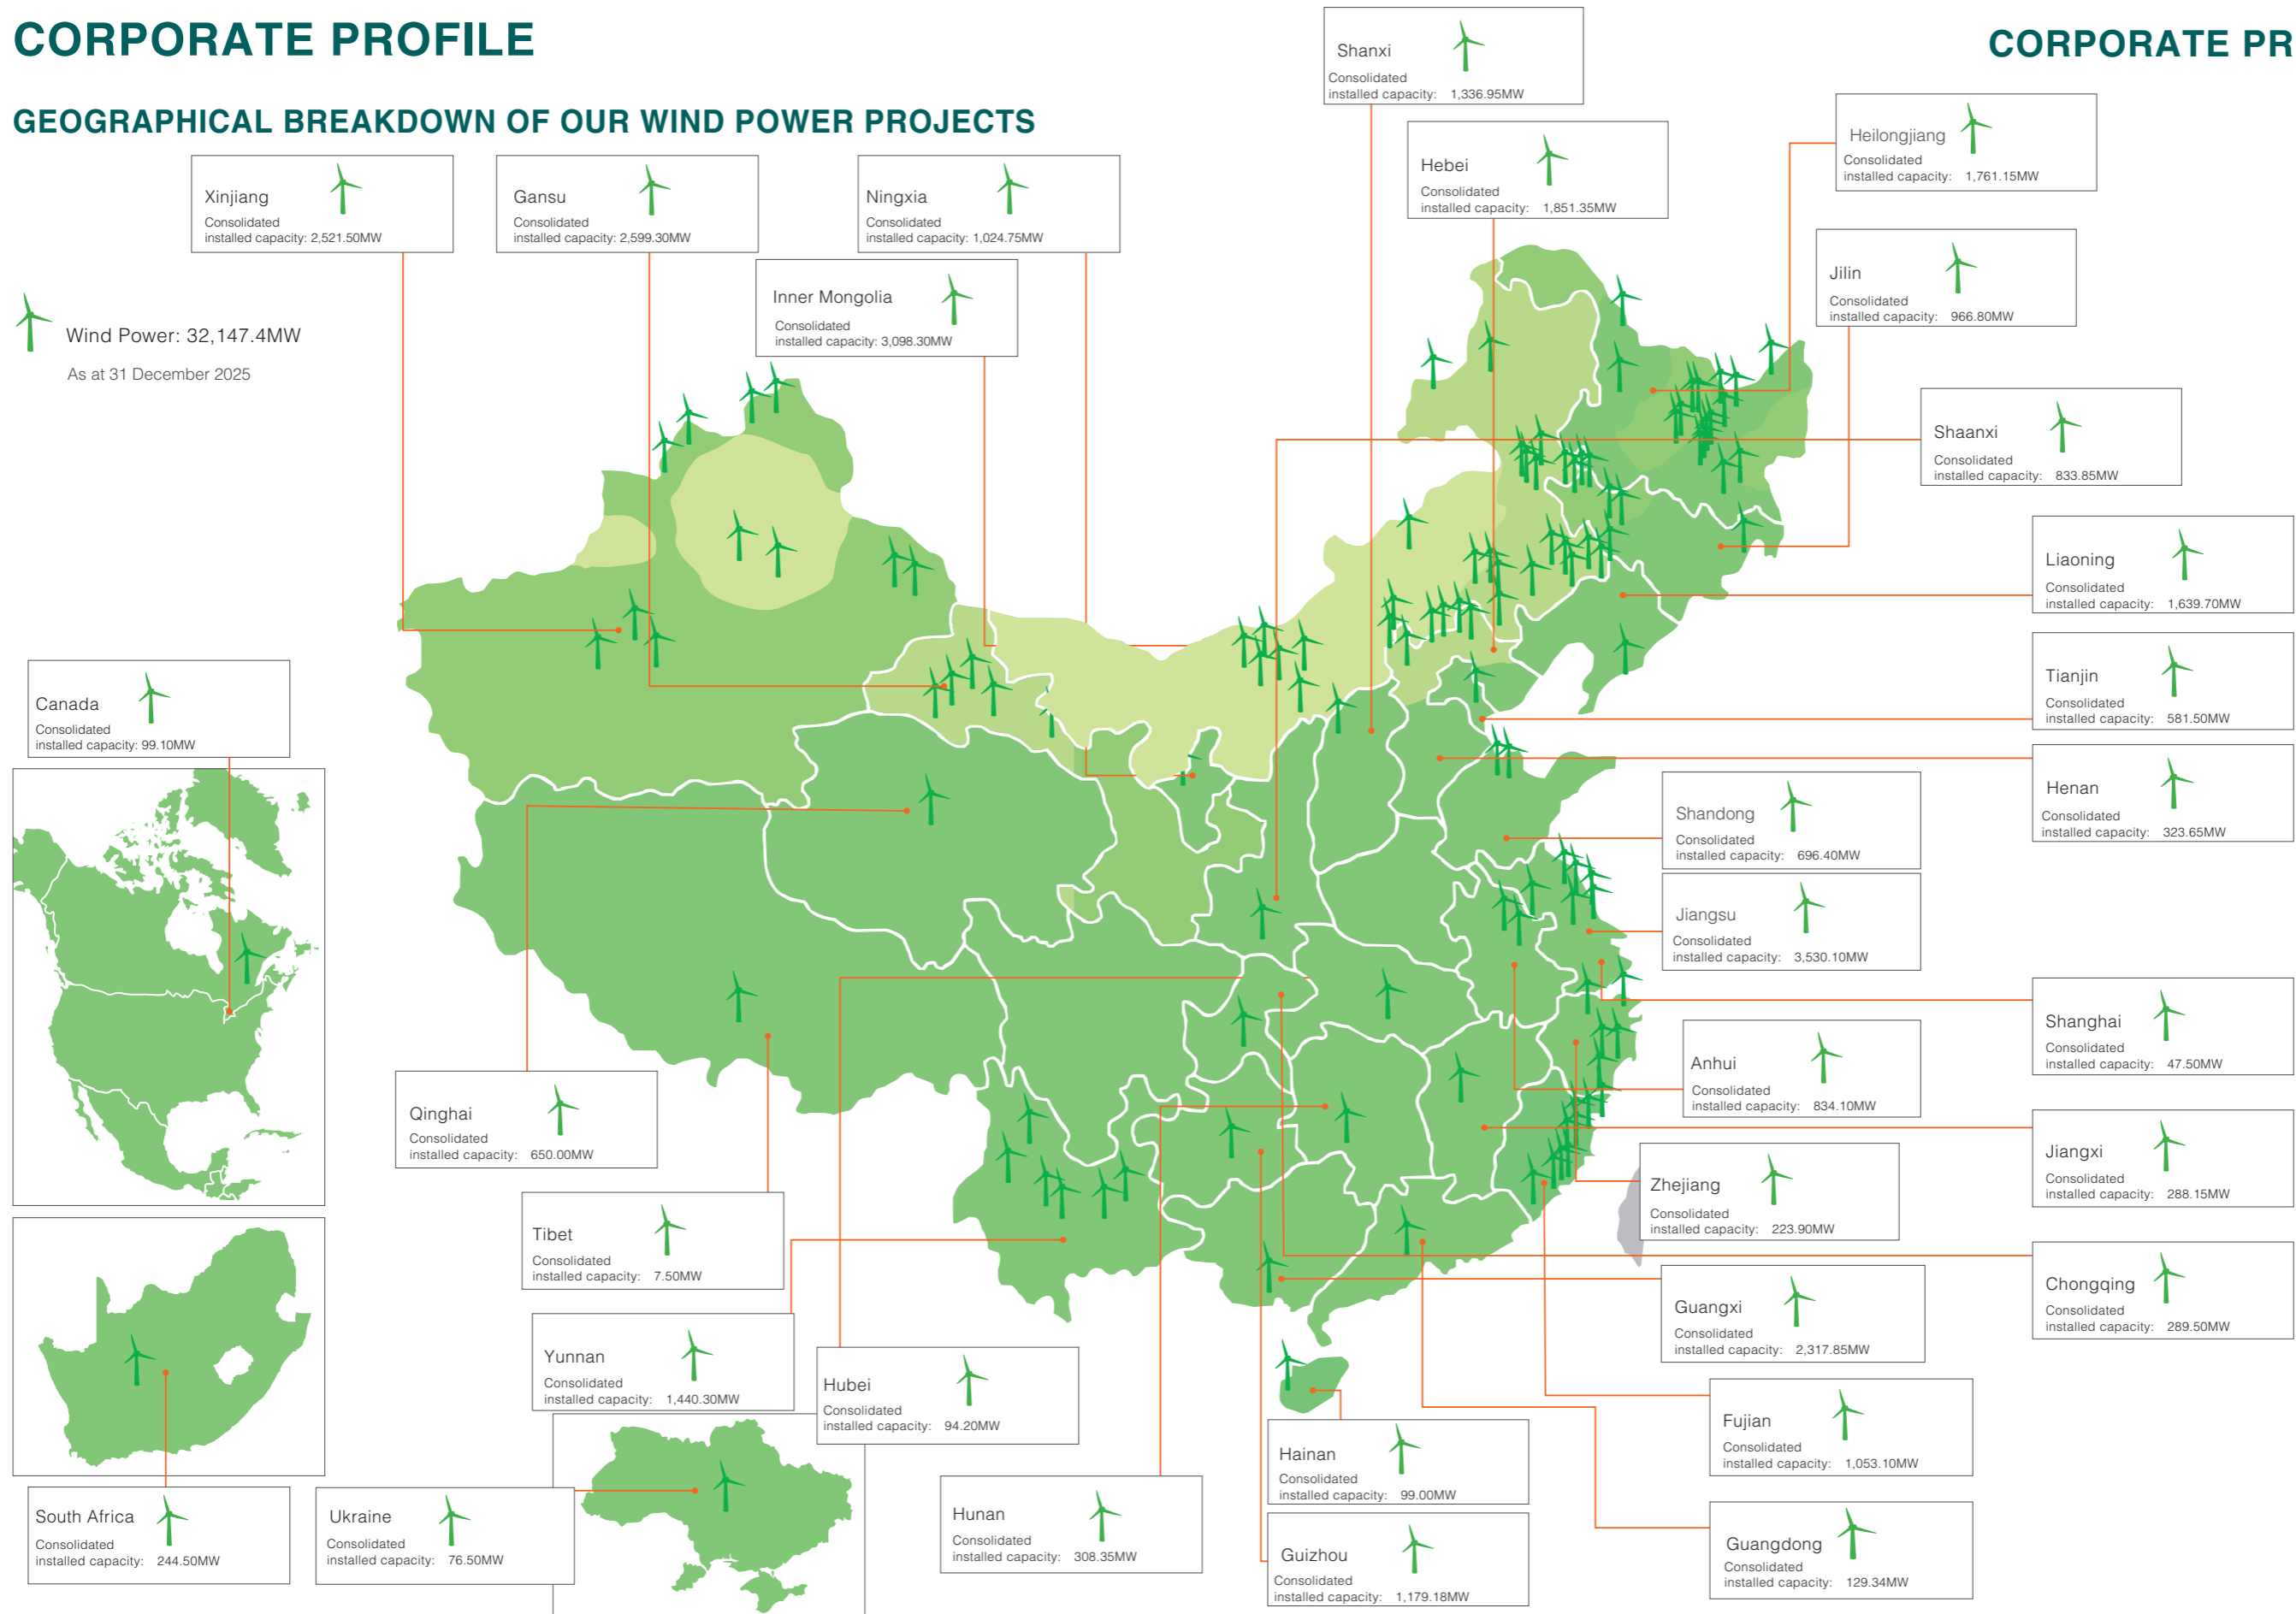 CORPORATE PROFILE
CORPORATE PR
GEOGRAPHICAL BREAKDOWN OF OUR WIND POWER PROJECTS
Shanxi
Consolidated
installed capacity: 1,336.95MW
Heilongjiang
Consolidated
installed capacity: 1,761.15MW
Hebei
Consolidated
installed capacity: 1,851.35MW
Xinjiang
Consolidated
installed capacity: 2,521.50MW
Gansu
Consolidated
installed capacity: 2,599.30MW
Ningxia
Consolidated
installed capacity: 1,024.75MW
Jilin
Consolidated
installed capacity: 966.80MW
Inner Mongolia
Consolidated
installed capacity: 3,098.30MW
Wind Power: 32,147.4MW
As at 31 December 2025
Shaanxi
Consolidated
installed capacity: 833.85MW
Liaoning
Consolidated
installed capacity: 1,639.70MW
Tianjin
Consolidated
installed capacity: 581.50MW
Canada
Consolidated
installed capacity: 99.10MW
Henan
Consolidated
installed capacity: 323.65MW
Shandong
Consolidated
installed capacity: 696.40MW
Jiangsu
Consolidated
installed capacity: 3,530.10MW
Shanghai
Consolidated
installed capacity: 47.50MW
Anhui
Consolidated
installed capacity: 834.10MW
Qinghai
Consolidated
installed capacity: 650.00MW
Jiangxi
Consolidated
installed capacity: 288.15MW
Zhejiang
Consolidated
installed capacity: 223.90MW
Tibet
Consolidated
installed capacity: 7.50MW
Chongqing
Consolidated
installed capacity: 289.50MW
Guangxi
Consolidated
installed capacity: 2,317.85MW
Yunnan
Consolidated
installed capacity: 1,440.30MW
Hubei
Consolidated
installed capacity: 94.20MW
Fujian
Consolidated
installed capacity: 1,053.10MW
Hainan
Consolidated
installed capacity: 99.00MW
South Africa
Consolidated
installed capacity: 244.50MW
Ukraine
Consolidated
installed capacity: 76.50MW
Hunan
Consolidated
installed capacity: 308.35MW
Guizhou
Consolidated
installed capacity: 1,179.18MW
Guangdong
Consolidated
installed capacity: 129.34MW